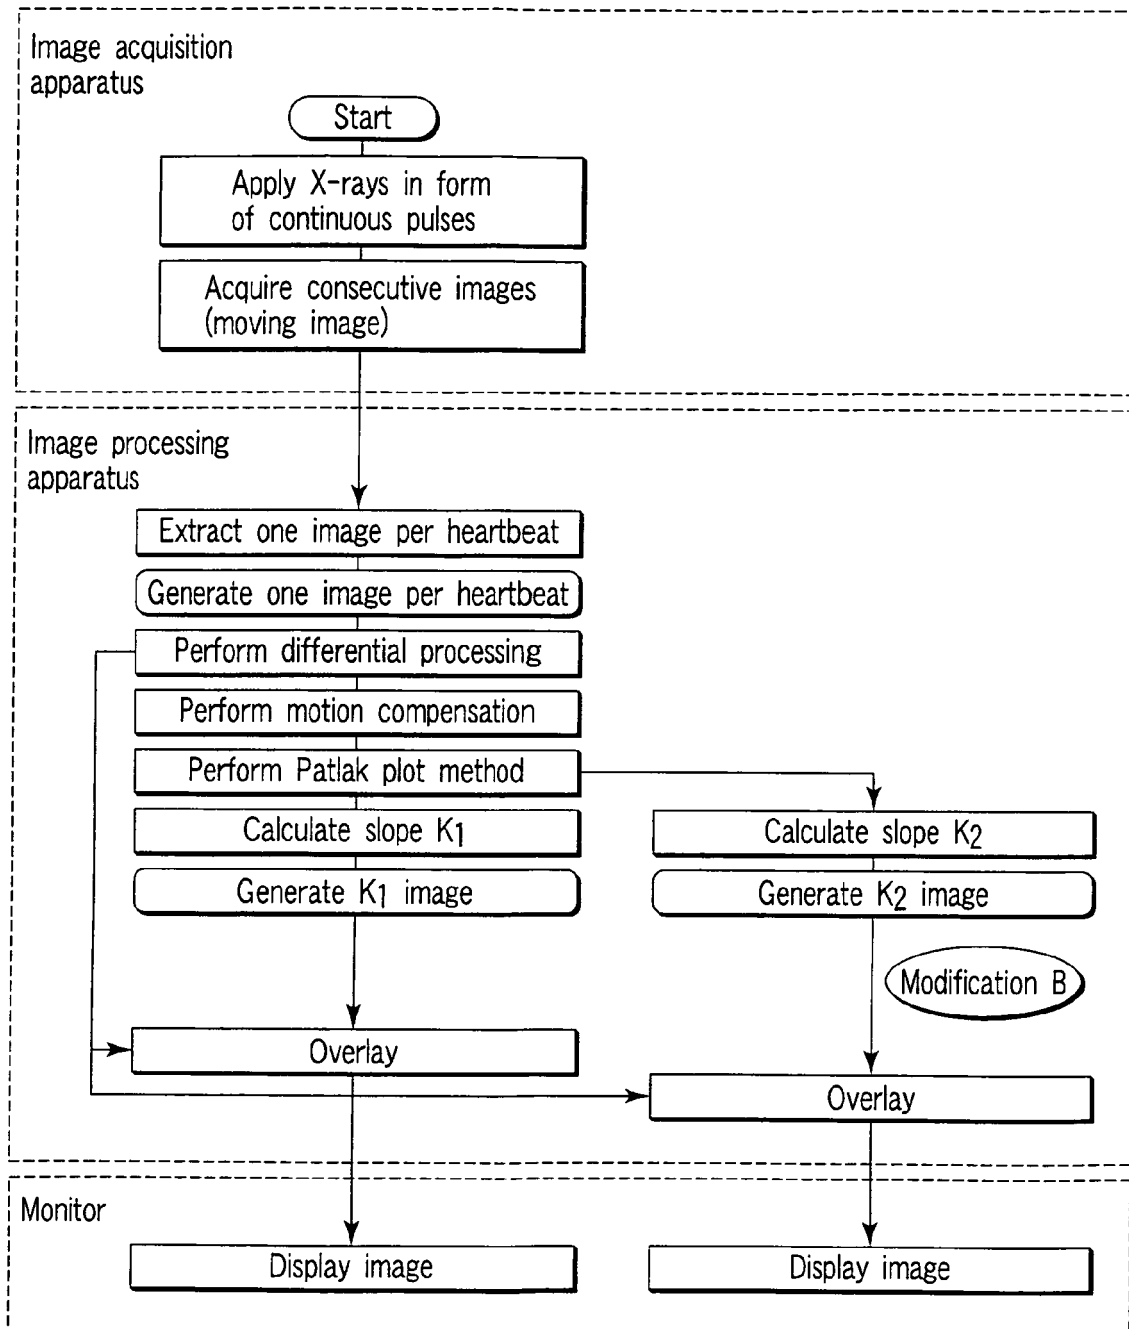 Image acquisition
apparatus
Start
Apply X-rays in form
of continuous pulses
Acquire consecutive images
(moving image)
Image processing
apparatus
Extract one image per heartbeat
Generate one image per heartbeat
Perform differential processing
Perform motion compensation
Perform Patlak plot method
Calculate slope K1
Calculate slope K2
Generate K1 image
Generate K2 image
Modification B
Overlay
Overlay
Monitor
Display image
Display image